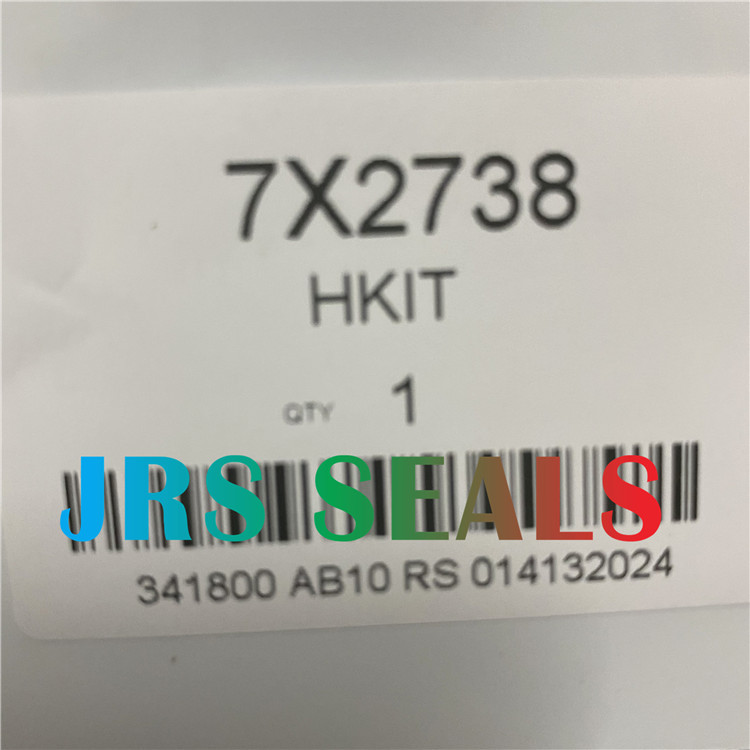 7X2738
HKIT
QTY 1
JRS SEALS
341800 AB10 RS 014132024